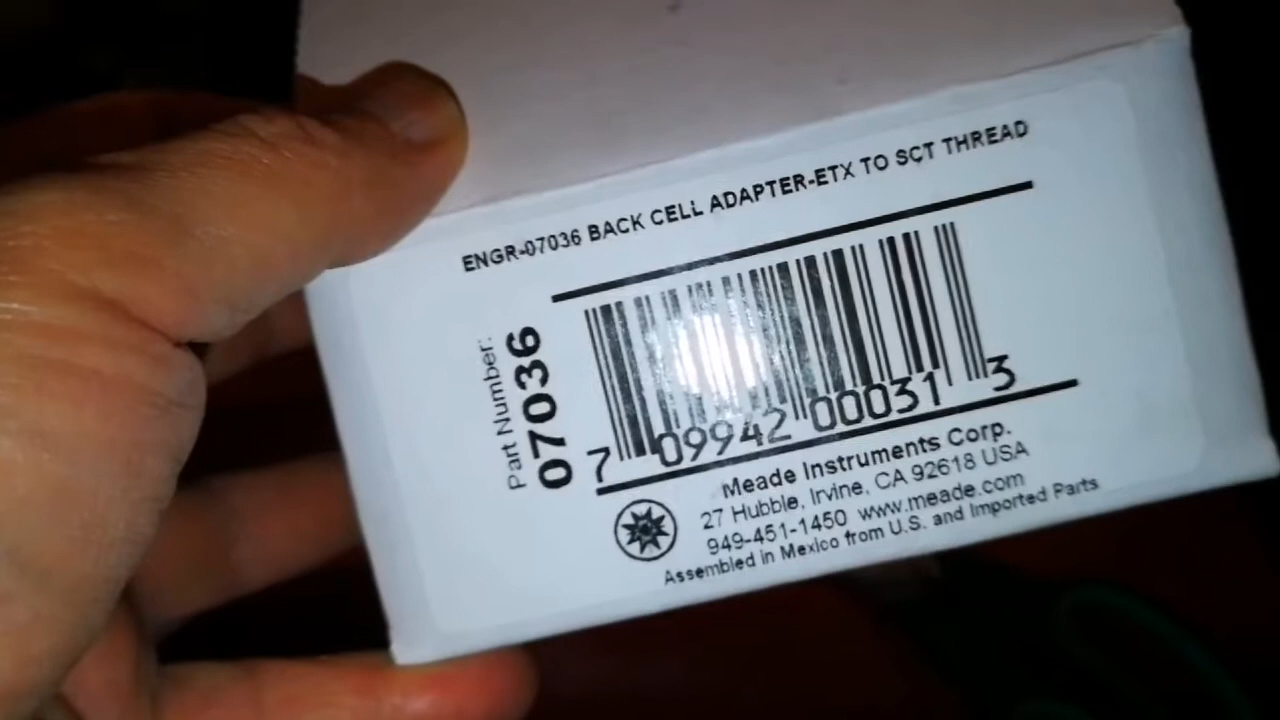 ENGR-07036 BACK CELL ADAPTER-ETX TO SCT THREAD
Part Number:
07036
7 09942 00031 3
Meade Instruments Corp.
27 Hubble, Irvine, CA 92618 USA
949-451-1450 www.meade.com
Assembled in Mexico from U.S. and Imported Parts